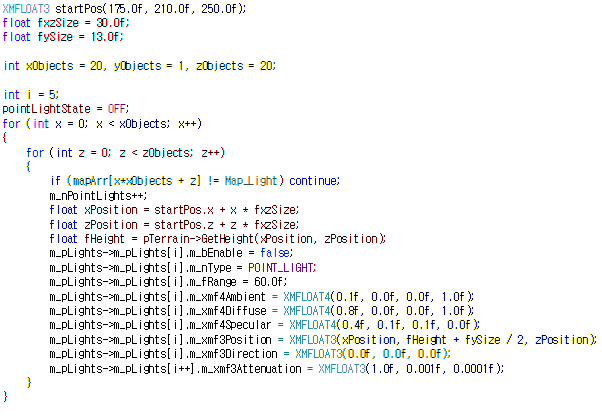 XMFLOAT3 startPos(175.0f, 210.0f, 250.0f);
float fxzSize = 30.0f;
float fySize = 13.0f;
int xObjects = 20, yObjects = 1, zObjects = 20;
int i = 5;
pointLightState = OFF;
for (int x = 0; x < xObjects; x++)
{
for (int z = 0; z < zObjects; z++)
{
if (mapArr[x*xObjects + z] != Map_Light) continue;
m_nPointLights++;
float xPosition = startPos.x + x * fxzSize;
float zPosition = startPos.z + z * fxzSize;
float fHeight = pTerrain->GetHeight(xPosition, zPosition);
m_pLights->m_pLights[i].m_bEnable = false;
m_pLights->m_pLights[i].m_nType = POINT_LIGHT;
m_pLights->m_pLights[i].m_fRange = 60.0f;
m_pLights->m_pLights[i].m_xmf4Ambient = XMFLOAT4(0.1f, 0.0f, 0.0f, 1.0f);
m_pLights->m_pLights[i].m_xmf4Diffuse = XMFLOAT4(0.8f, 0.0f, 0.0f, 1.0f);
m_pLights->m_pLights[i].m_xmf4Specular = XMFLOAT4(0.4f, 0.1f, 0.1f, 0.0f);
m_pLights->m_pLights[i].m_xmf3Position = XMFLOAT3(xPosition, fHeight + fySize / 2, zPosition);
m_pLights->m_pLights[i].m_xmf3Direction = XMFLOAT3(0.0f, 0.0f, 0.0f);
m_pLights->m_pLights[i++].m_xmf3Attenuation = XMFLOAT3(1.0f, 0.001f, 0.0001f);
}
}